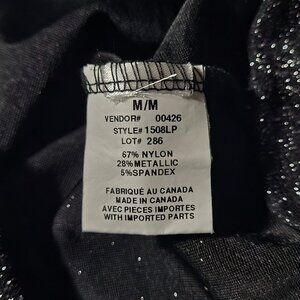 M/M
VENDOR# 00426
STYLE# 1508LP
LOT# 286
67% NYLON
28% METALLIC
5% SPANDEX
FABRIQUÉ AU CANADA
MADE IN CANADA
AVEC PIECES IMPORTEES
WITH IMPORTED PARTS